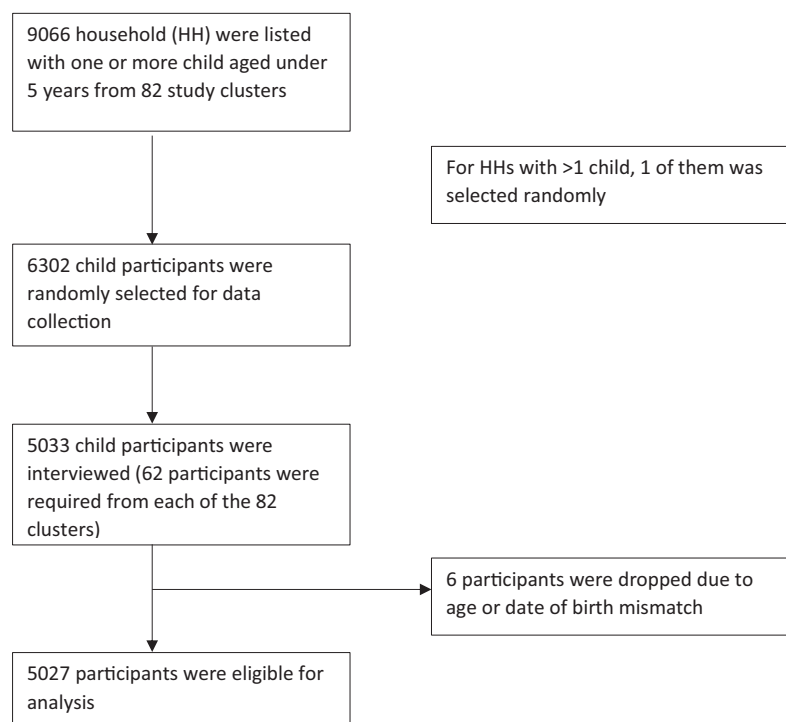 9066 household (HH) were listed
with one or more child aged under
5 years from 82 study clusters
For HHs with >1 child, 1 of them was
selected randomly
6302 child participants were
randomly selected for data
collection
5033 child participants were
interviewed (62 participants were
required from each of the 82
clusters)
6 participants were dropped due to
age or date of birth mismatch
5027 participants were eligible for
analysis